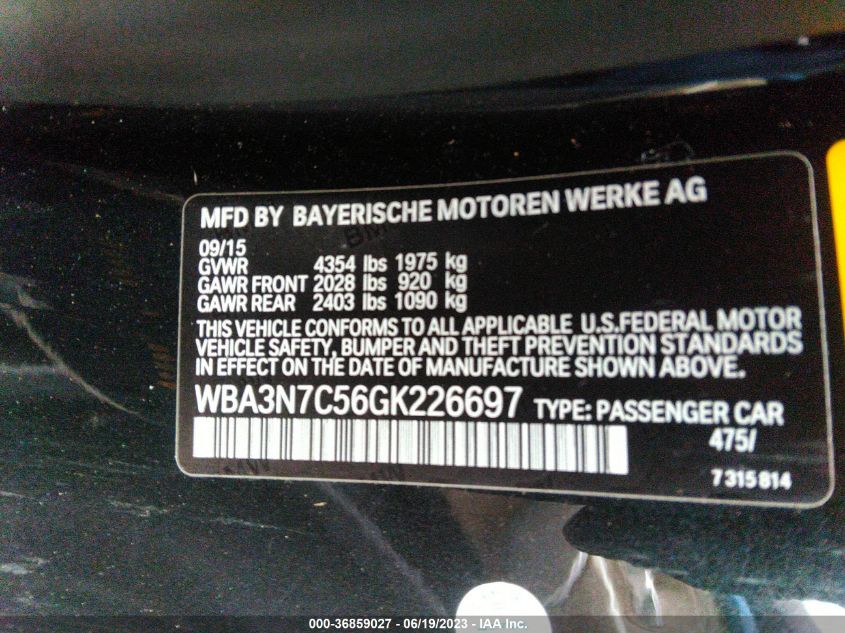 MFD BY BAYERISCHE MOTOREN WERKE AG
09/15
GVWR 4354 lbs 1975 kg
GAWR FRONT 2028 lbs 920 kg
GAWR REAR 2403 lbs 1090 kg
THIS VEHICLE CONFORMS TO ALL APPLICABLE U.S.FEDERAL MOTOR
VEHICLE SAFETY, BUMPER AND THEFT PREVENTION STANDARDS
IN EFFECT ON THE DATE OF MANUFACTURE SHOWN ABOVE.
WBA3N7C56GK226697 TYPE: PASSENGER CAR
475/
7 315 814
000-36859027 - 06/19/2023 - IAA Inc.